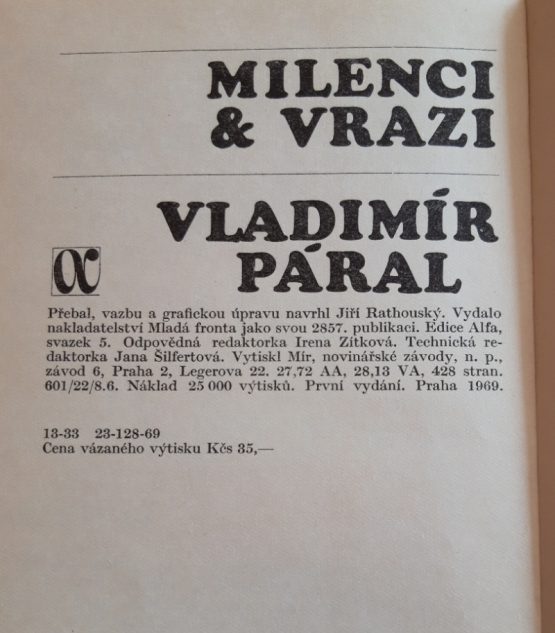 MILENCI
& VRAZI
VLADIMÍR
PÁRAL
α
Přebal, vazbu a grafickou úpravu navrhl Jiří Rathouský. Vydalo
nakladatelství Mladá fronta jako svou 2857. publikaci. Edice Alfa,
svazek 5. Odpovědná redaktorka Irena Zítková. Technická re-
daktorka Jana Šilfertová. Vytiskl Mír, novinářské závody, n. p.,
závod 6, Praha 2, Legerova 22. 27,72 AA, 28,13 VA, 428 stran.
601/22/8.6. Náklad 25 000 výtisků. První vydání. Praha 1969.
13-33 23-128-69
Cena vázaného výtisku Kčs 35,—